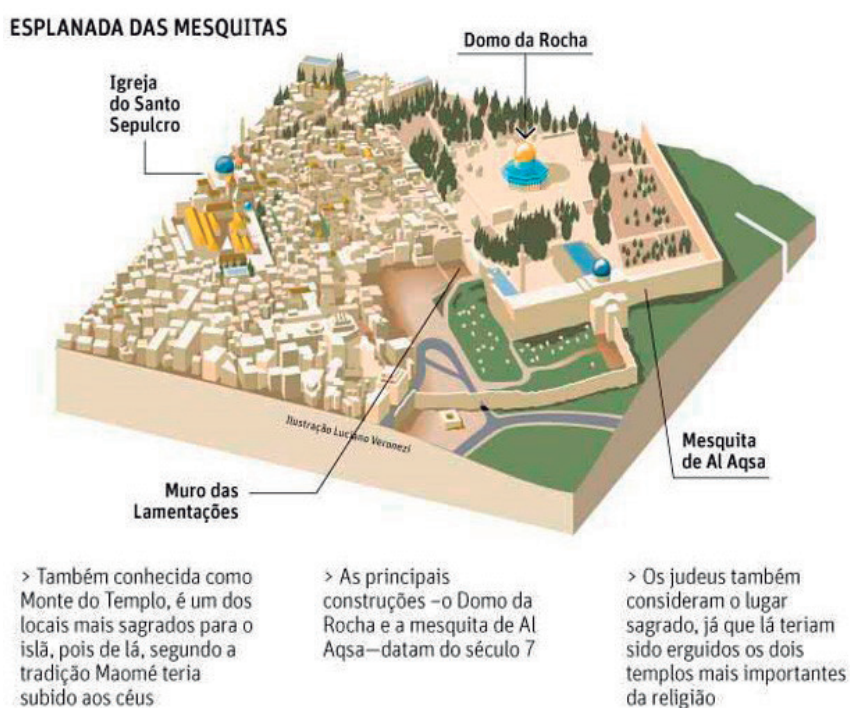 ESPLANADA DAS MESQUITAS
Domo da Rocha
Igreja
do Santo
Sepulcro
Ilustração Luciano Veronezi
Mesquita
de Al Aqsa
Muro das
Lamentações
> Também conhecida como
Monte do Templo, é um dos
locais mais sagrados para o
islã, pois de lá, segundo a
tradição Maomé teria
subido aos céus
> As principais
construções –o Domo da
Rocha e a mesquita de Al
Aqsa—datam do século 7
> Os judeus também
consideram o lugar
sagrado, já que lá teriam
sido erguidos os dois
templos mais importantes
da religião